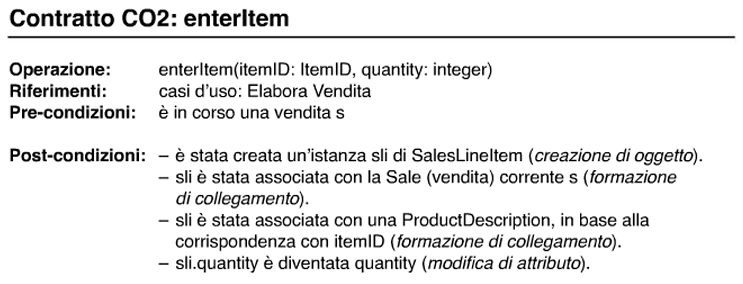 Contratto CO2: enterItem
Operazione: enterItem(itemID: ItemID, quantity: integer)
Riferimenti: casi d'uso: Elabora Vendita
Pre-condizioni: è in corso una vendita s
Post-condizioni: – è stata creata un'istanza sli di SalesLineItem (creazione di oggetto).
– sli è stata associata con la Sale (vendita) corrente s (formazione
di collegamento).
– sli è stata associata con una ProductDescription, in base alla
corrispondenza con itemID (formazione di collegamento).
– sli.quantity è diventata quantity (modifica di attributo).